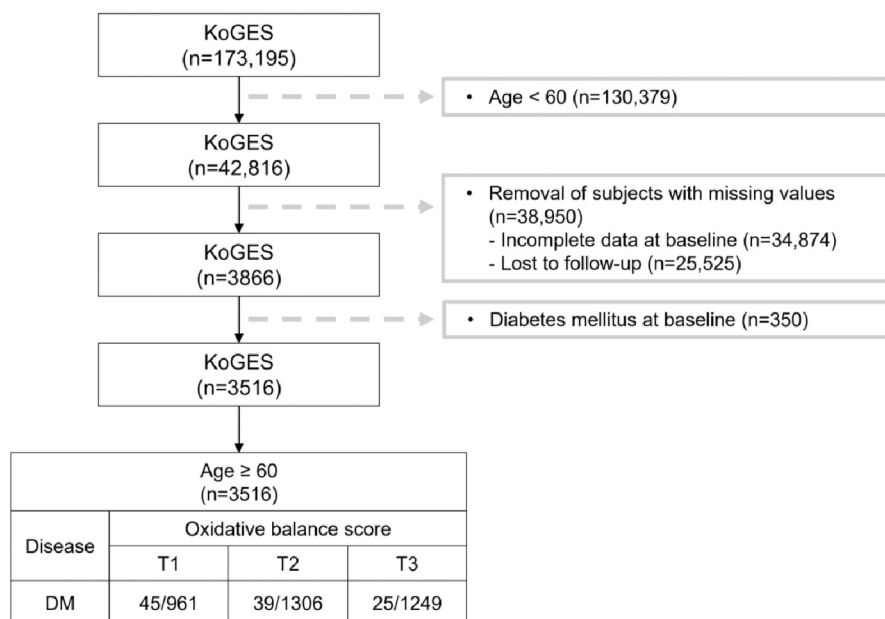 KoGES
(n=173,195)
• Age < 60 (n=130,379)
KoGES
(n=42,816)
• Removal of subjects with missing values
(n=38,950)
- Incomplete data at baseline (n=34,874)
- Lost to follow-up (n=25,525)
KoGES
(n=3866)
• Diabetes mellitus at baseline (n=350)
KoGES
(n=3516)
Age ≥ 60
(n=3516)
Disease
Oxidative balance score
T1 T2 T3
DM 45/961 39/1306 25/1249